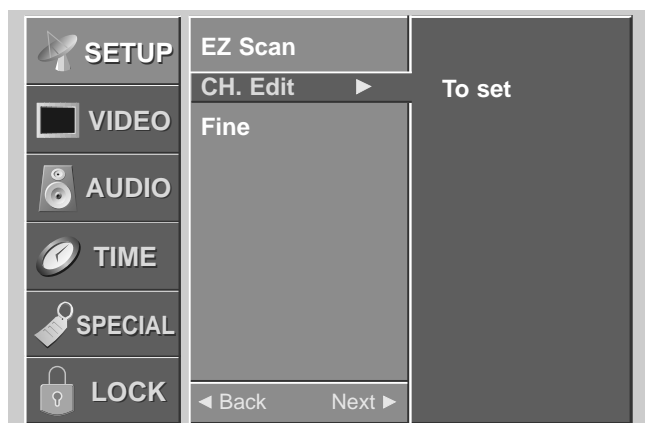 SETUP
VIDEO
AUDIO
TIME
SPECIAL
LOCK
EZ Scan
CH. Edit ►
Fine
◄ Back Next ►
To set